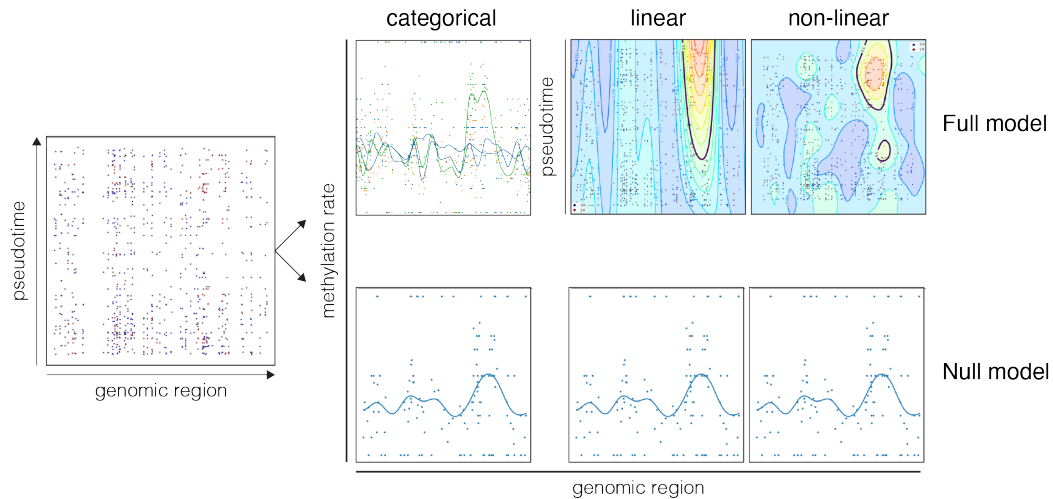 categorical
linear
non-linear
pseudotime
Full model
pseudotime
methylation rate
genomic region
Null model
genomic region